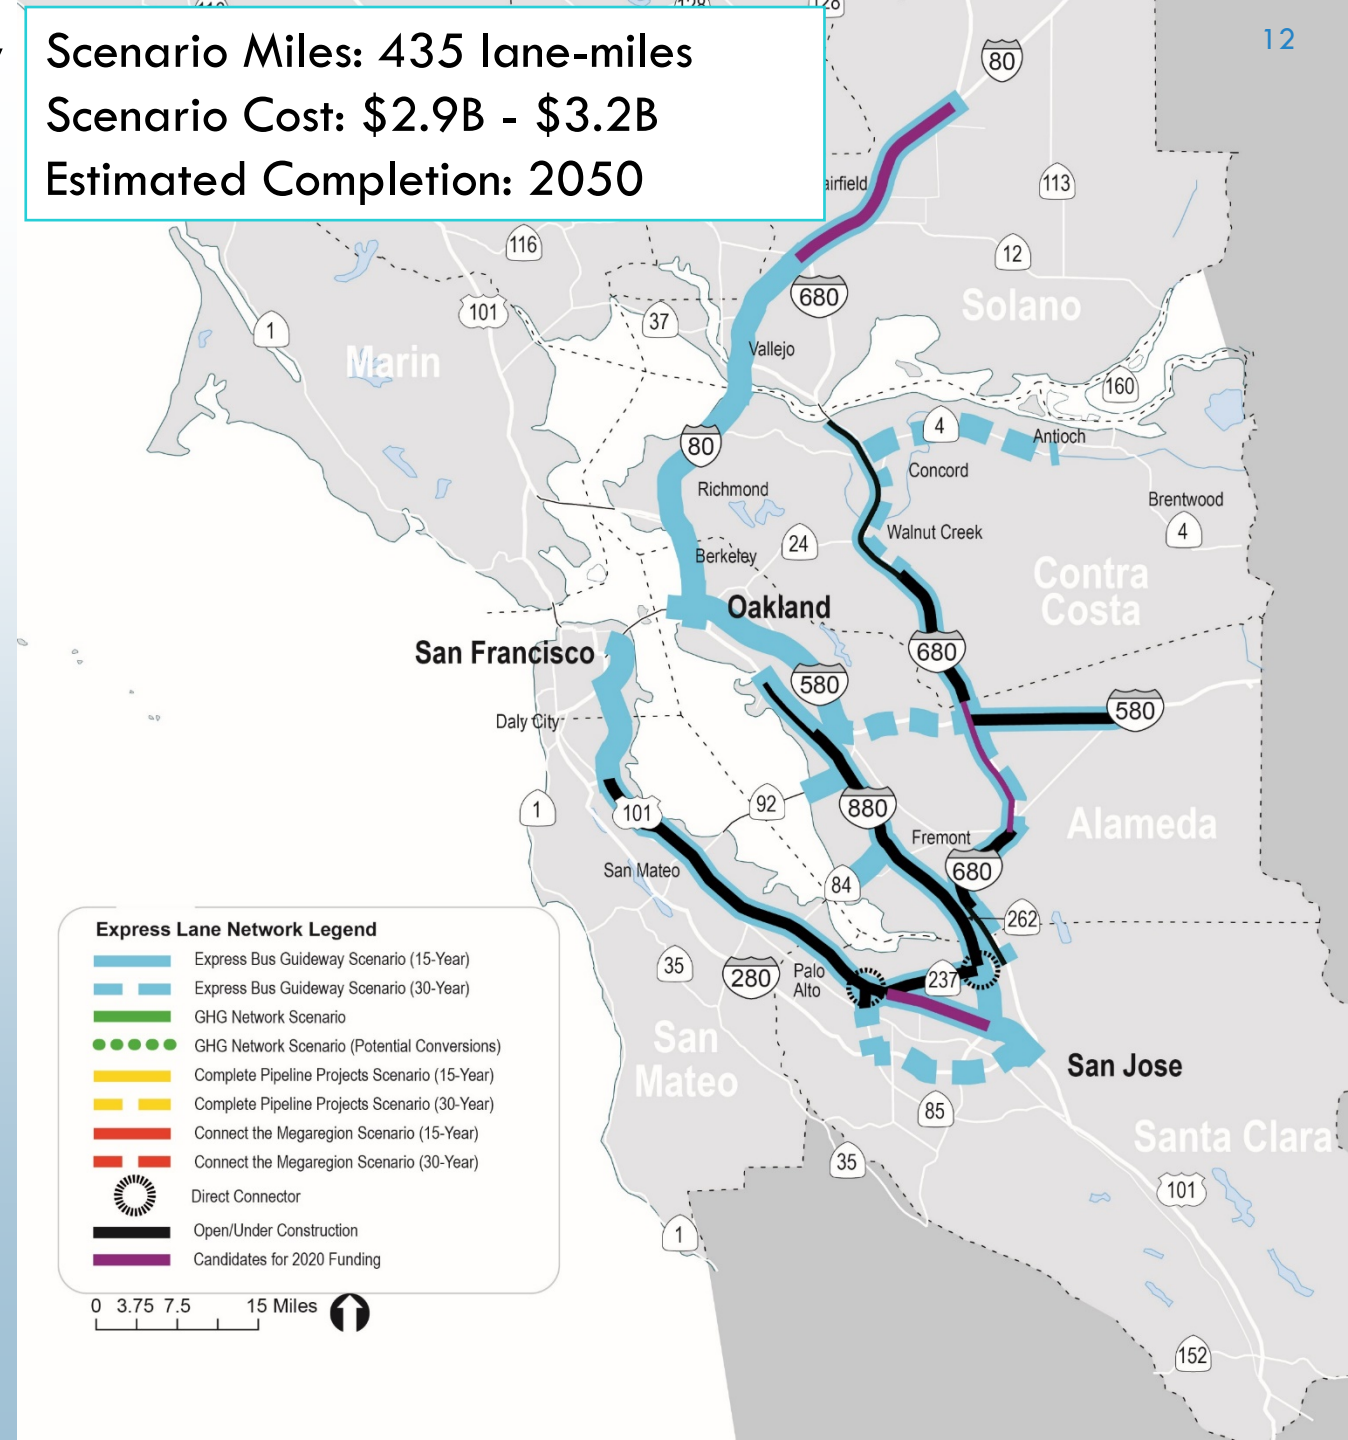 12
Scenario Miles: 435 lane-miles
Scenario Cost: $2.9B - $3.2B
Estimated Completion: 2050
128
80
113
116
12
680
Solano
101
37
1
Marin
Vallejo
160
4
Antioch
80
Concord
Richmond
Brentwood
4
Walnut Creek
24
Berkeley
Contra
Costa
Oakland
San Francisco
680
580
580
Daly City
1
101
92
880
Alameda
Fremont
San Mateo
680
84
262
35
280
Palo
Alto
237
San
Mateo
San Jose
85
Santa Clara
35
101
1
152
Express Lane Network Legend
Express Bus Guideway Scenario (15-Year)
Express Bus Guideway Scenario (30-Year)
GHG Network Scenario
GHG Network Scenario (Potential Conversions)
Complete Pipeline Projects Scenario (15-Year)
Complete Pipeline Projects Scenario (30-Year)
Connect the Megaregion Scenario (15-Year)
Connect the Megaregion Scenario (30-Year)
Direct Connector
Open/Under Construction
Candidates for 2020 Funding
0 3.75 7.5 15 Miles